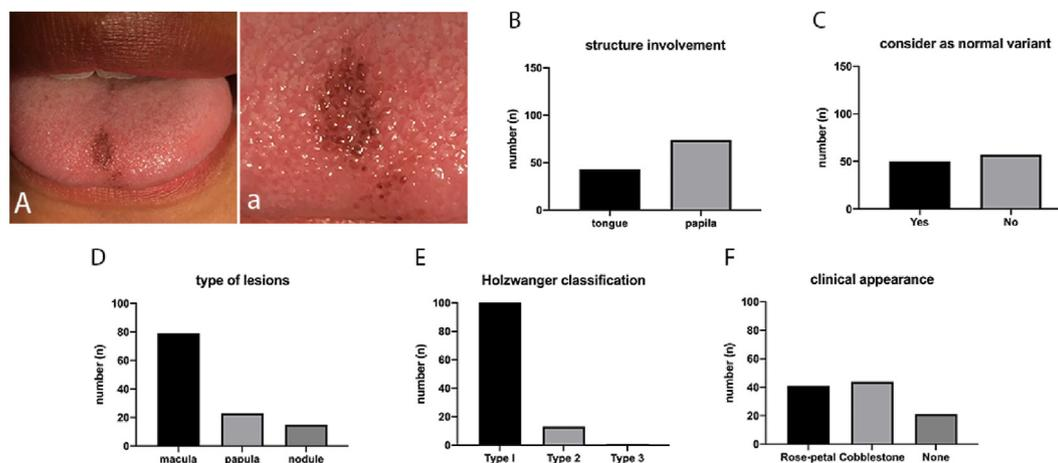 A
a
B
structure involvement
number (n)
150
100
50
0
tongue
papila
C
consider as normal variant
number (n)
150
100
50
0
Yes
No
D
type of lesions
number (n)
100
80
60
40
20
0
macula
papula
nodule
E
Holzwanger classification
number (n)
100
80
60
40
20
0
Type I
Type 2
Type 3
F
clinical appearance
number (n)
100
80
60
40
20
0
Rose-petal
Cobblestone
None